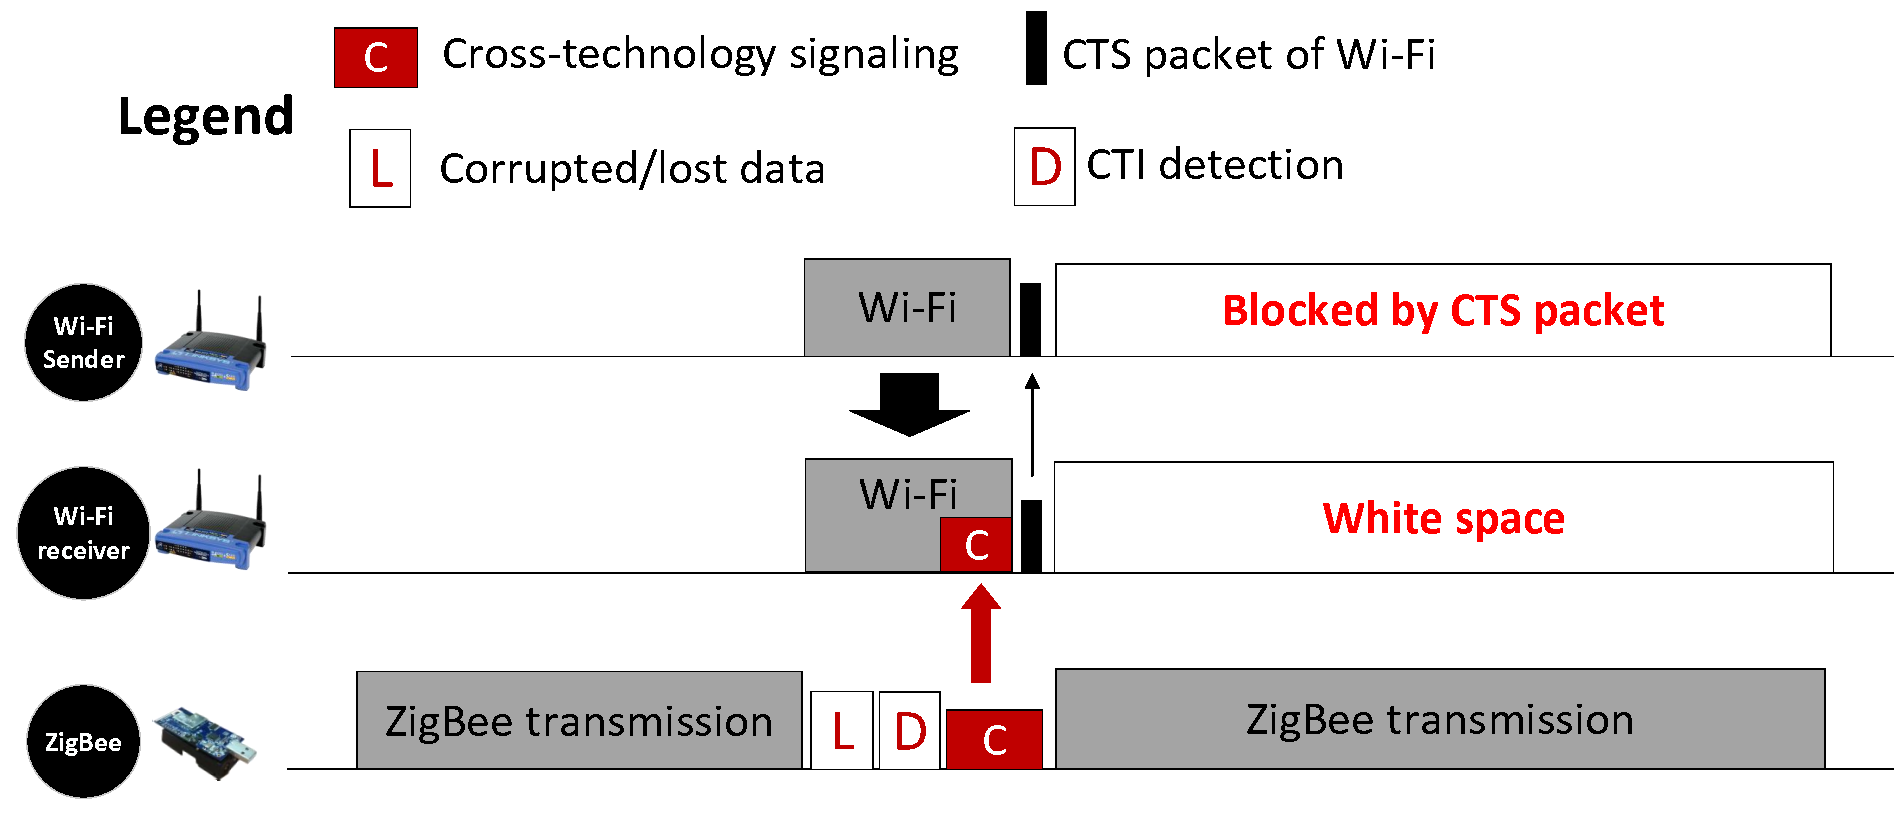 C Cross-technology signaling CTS packet of Wi-Fi
Legend
L Corrupted/lost data D CTI detection
Wi-Fi
Sender
Wi-Fi
Blocked by CTS packet
Wi-Fi
receiver
Wi-Fi
C
White space
ZigBee
ZigBee transmission
L
D
C
ZigBee transmission